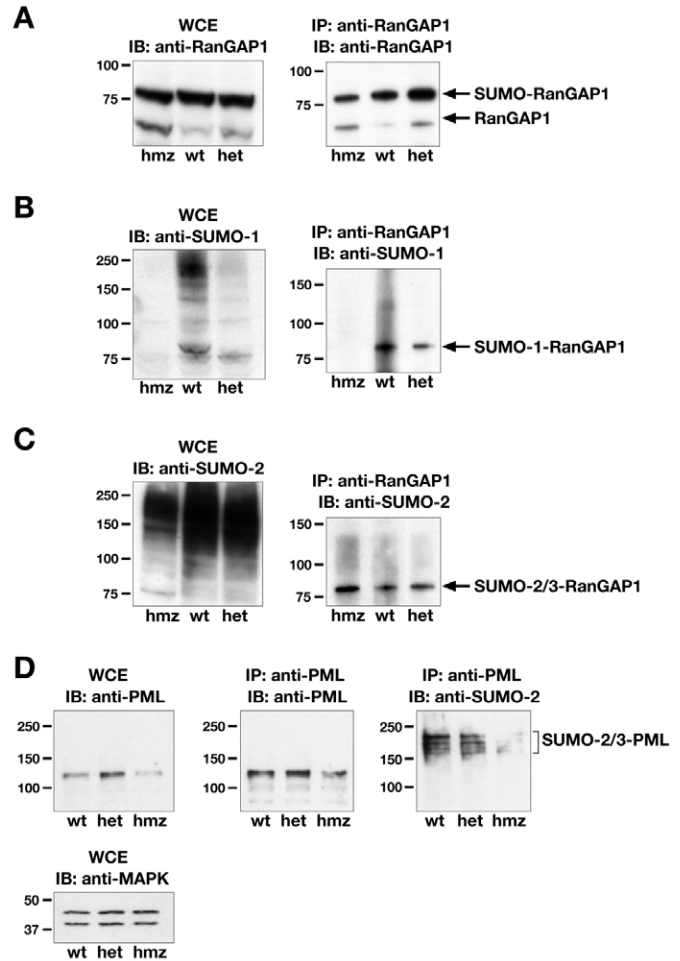 A
WCE
IB: anti-RanGAP1
100
75
hmz wt het
IP: anti-RanGAP1
IB: anti-RanGAP1
100
75
SUMO-RanGAP1
RanGAP1
hmz wt het
B
WCE
IB: anti-SUMO-1
250
150
100
75
hmz wt het
IP: anti-RanGAP1
IB: anti-SUMO-1
150
100
75
SUMO-1-RanGAP1
hmz wt het
C
WCE
IB: anti-SUMO-2
250
150
100
75
hmz wt het
IP: anti-RanGAP1
IB: anti-SUMO-2
150
100
75
SUMO-2/3-RanGAP1
hmz wt het
D
WCE
IB: anti-PML
250
150
100
wt het hmz
IP: anti-PML
IB: anti-PML
250
150
100
wt het hmz
IP: anti-PML
IB: anti-SUMO-2
250
150
100
SUMO-2/3-PML
wt het hmz
WCE
IB: anti-MAPK
50
37
wt het hmz